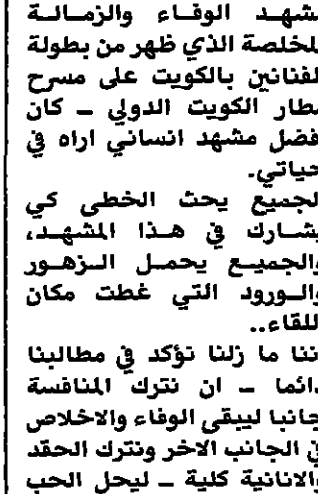 مشهد الوفاء والزمالة
المخلصة الذي ظهر من بطولة
الفنانين بالكويت على مسرح
مطار الكويت الدولي – كان
افضل مشهد انساني اراه في
حياتي.
الجميع يحث الخطى كي
يشارك في هذا المشهد،
والجميع يحمل الزهور
والورود التي غطت مكان
اللقاء..
اننا ما زلنا نؤكد في مطالبنا
دائما – ان نترك المنافسة
جانبا ليبقى الوفاء والاخلاص
في الجانب الاخر ونترك الحقد
والانانية كلية – ليحل الحب